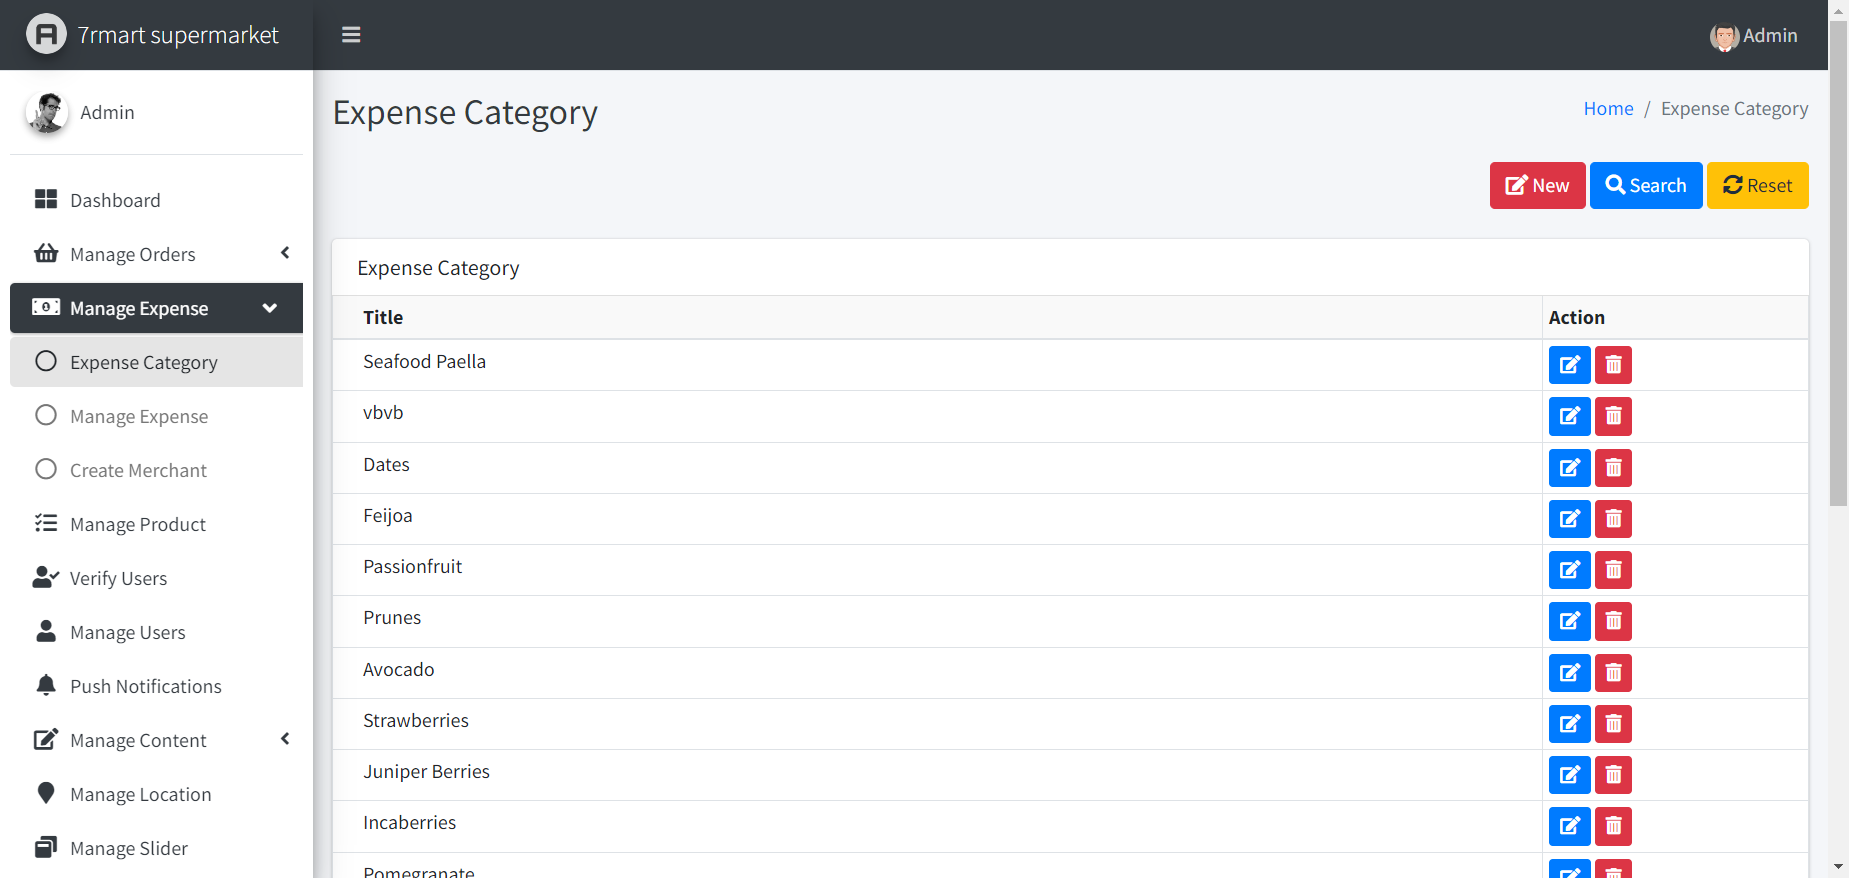 7rmart supermarket
Admin
Admin
Expense Category
Home / Expense Category
New
Search
Reset
Dashboard
Manage Orders
Manage Expense
Expense Category
Manage Expense
Create Merchant
Manage Product
Verify Users
Manage Users
Push Notifications
Manage Content
Manage Location
Manage Slider
Expense Category
Title Action
Seafood Paella
vbvb
Dates
Feijoa
Passionfruit
Prunes
Avocado
Strawberries
Juniper Berries
Incaberries
Pomegranate